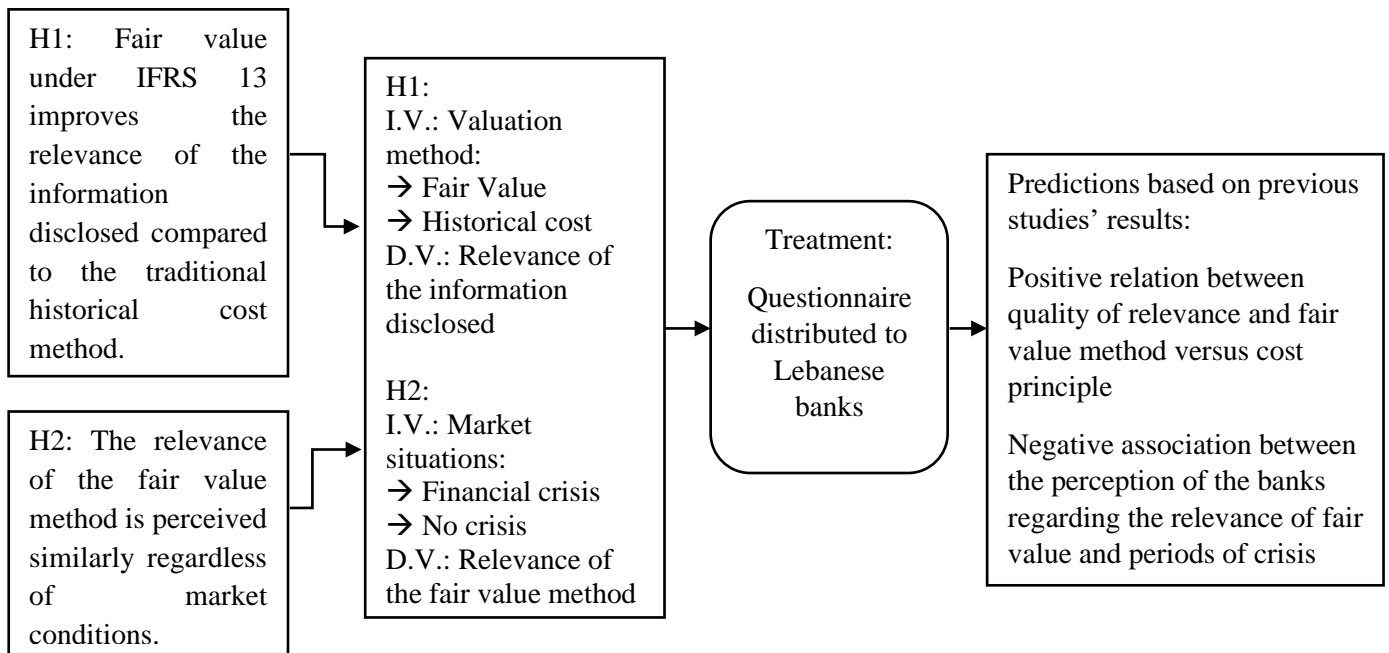 H1: Fair value
under IFRS 13
improves the
relevance of the
information
disclosed compared
to the traditional
historical cost
method.
H2: The relevance
of the fair value
method is perceived
similarly regardless
of market
conditions.
H1:
I.V.: Valuation
method:
→ Fair Value
→ Historical cost
D.V.: Relevance of
the information
disclosed
H2:
I.V.: Market
situations:
→ Financial crisis
→ No crisis
D.V.: Relevance of
the fair value method
Treatment:
Questionnaire
distributed to
Lebanese
banks
Predictions based on previous
studies’ results:
Positive relation between
quality of relevance and fair
value method versus cost
principle
Negative association between
the perception of the banks
regarding the relevance of fair
value and periods of crisis